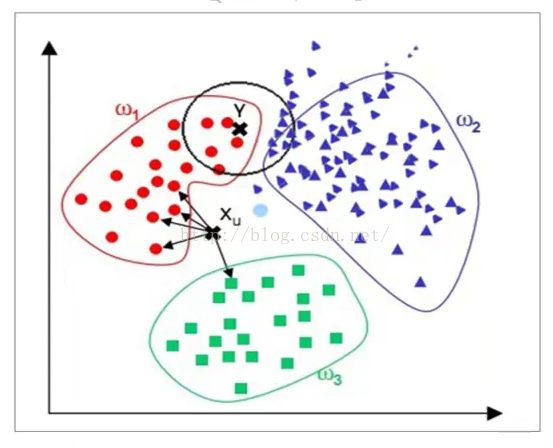 Y
ω1
ω2
Xu
http://blog.csdn.net/
ω3